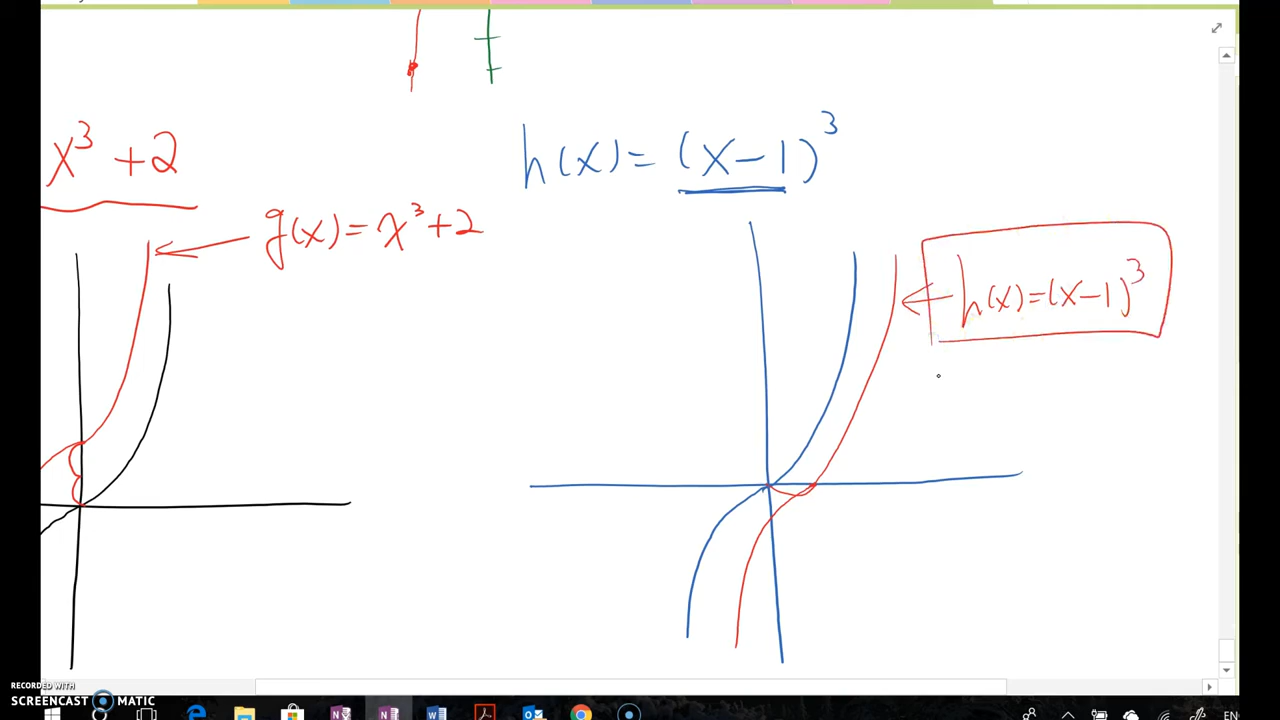 x³ + 2
h(x) = (x-1)³
g(x) = x³ + 2
h(x) = (x-1)³
RECORDED WITH
SCREENCAST MATIC
EN